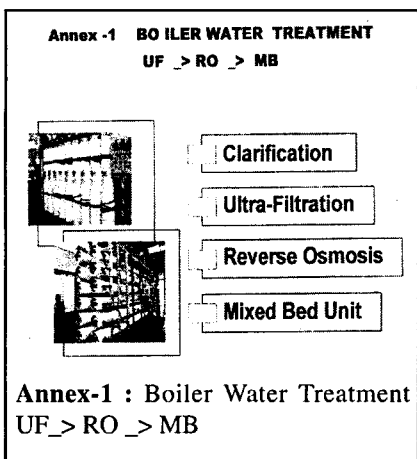 Annex -1 BO ILER WATER TREATMENT
UF _> RO _> MB
Clarification
Ultra-Filtration
Reverse Osmosis
Mixed Bed Unit
Annex-1 : Boiler Water Treatment
UF_> RO _> MB